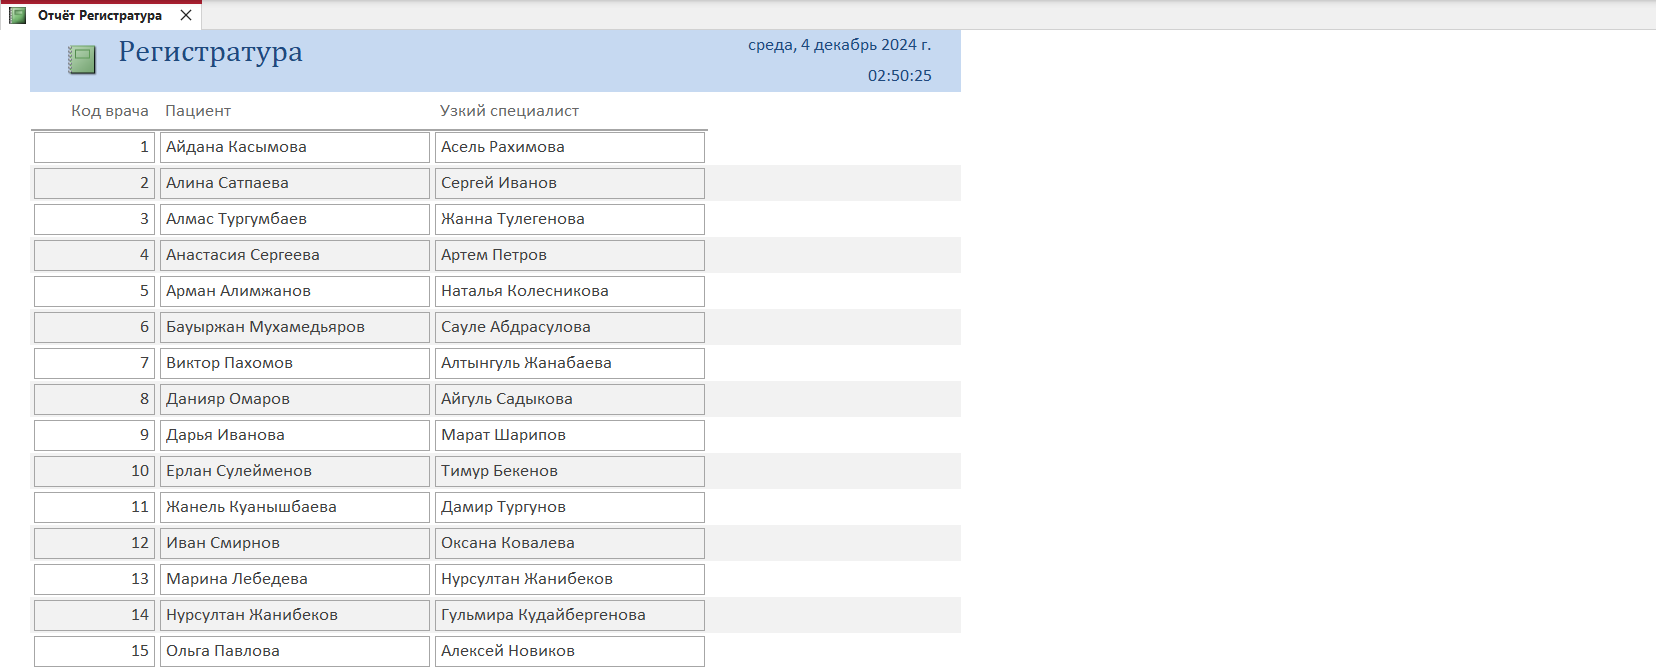 Отчёт Регистратура
Регистратура
среда, 4 декабрь 2024 г.
02:50:25
Код врача Пациент Узкий специалист
1 Айдана Касымова Асель Рахимова
2 Алина Сатпаева Сергей Иванов
3 Алмас Тургумбаев Жанна Тулегенова
4 Анастасия Сергеева Артем Петров
5 Арман Алимжанов Наталья Колесникова
6 Бауыржан Мухамедьяров Сауле Абдрасулова
7 Виктор Пахомов Алтынгуль Жанабаева
8 Данияр Омаров Айгуль Садыкова
9 Дарья Иванова Марат Шарипов
10 Ерлан Сулейменов Тимур Бекенов
11 Жанель Куанышбаева Дамир Тургунов
12 Иван Смирнов Оксана Ковалева
13 Марина Лебедева Нурсултан Жанибеков
14 Нурсултан Жанибеков Гульмира Кудайбергенова
15 Ольга Павлова Алексей Новиков